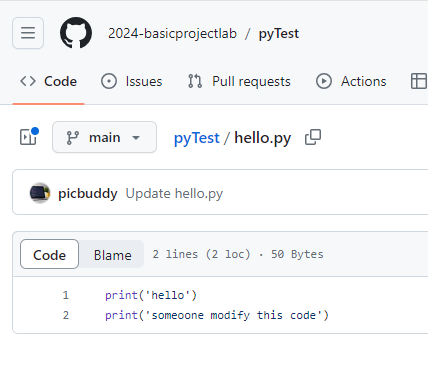 2024-basicprojectlab / pyTest
Code Issues Pull requests Actions
main pyTest / hello.py
picbuddy Update hello.py
Code Blame 2 lines (2 loc) · 50 Bytes
1 print('hello')
2 print('someoone modify this code')